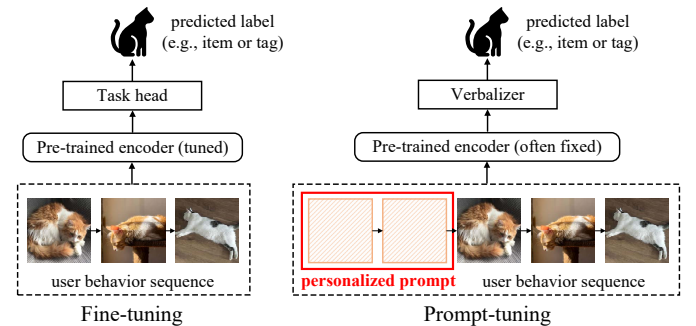 predicted label
(e.g., item or tag)
Task head
Pre-trained encoder (tuned)
user behavior sequence
Fine-tuning
predicted label
(e.g., item or tag)
Verbalizer
Pre-trained encoder (often fixed)
personalized prompt
user behavior sequence
Prompt-tuning